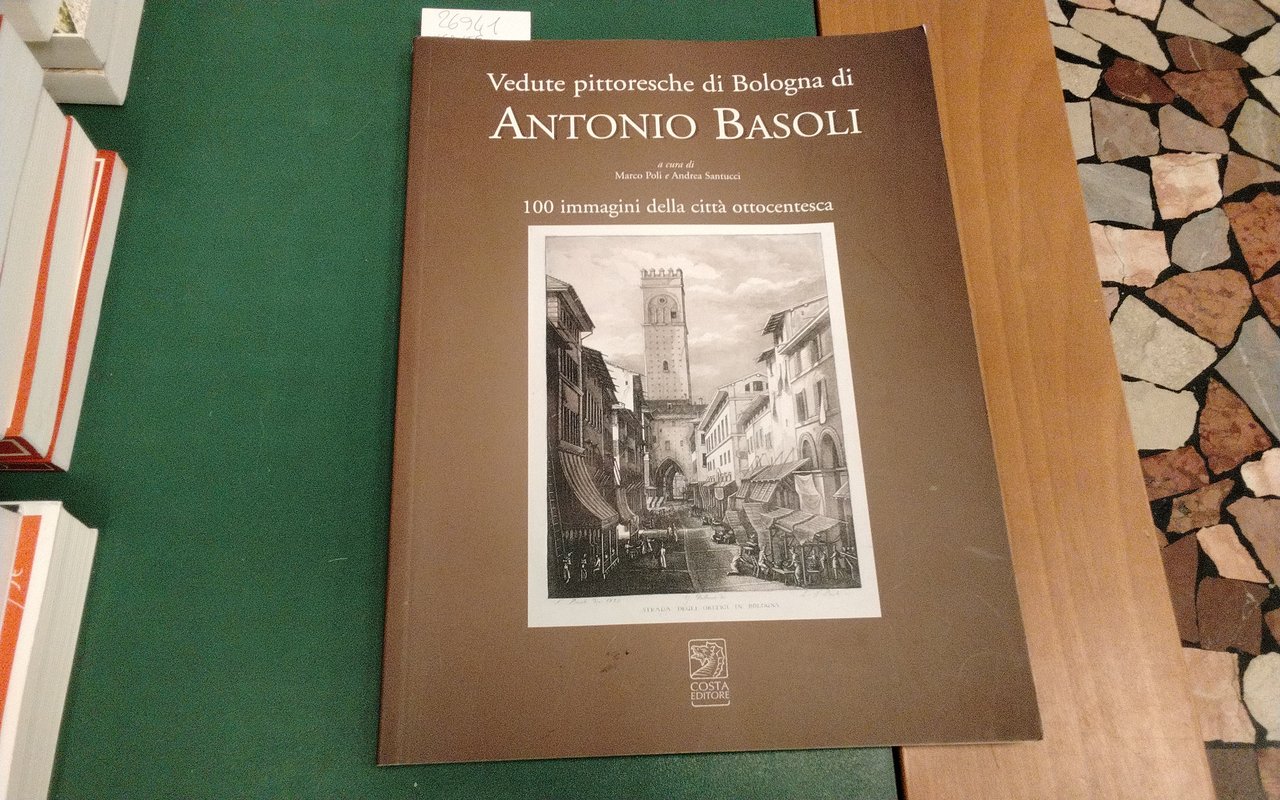 26941
Vedute pittoresche di Bologna di
ANTONIO BASOLI
a cura di
Marco Poli e Andrea Santucci
100 immagini della città ottocentesca
STRADA DEGLI OREFICI IN BOLOGNA
COSTA
EDITORE